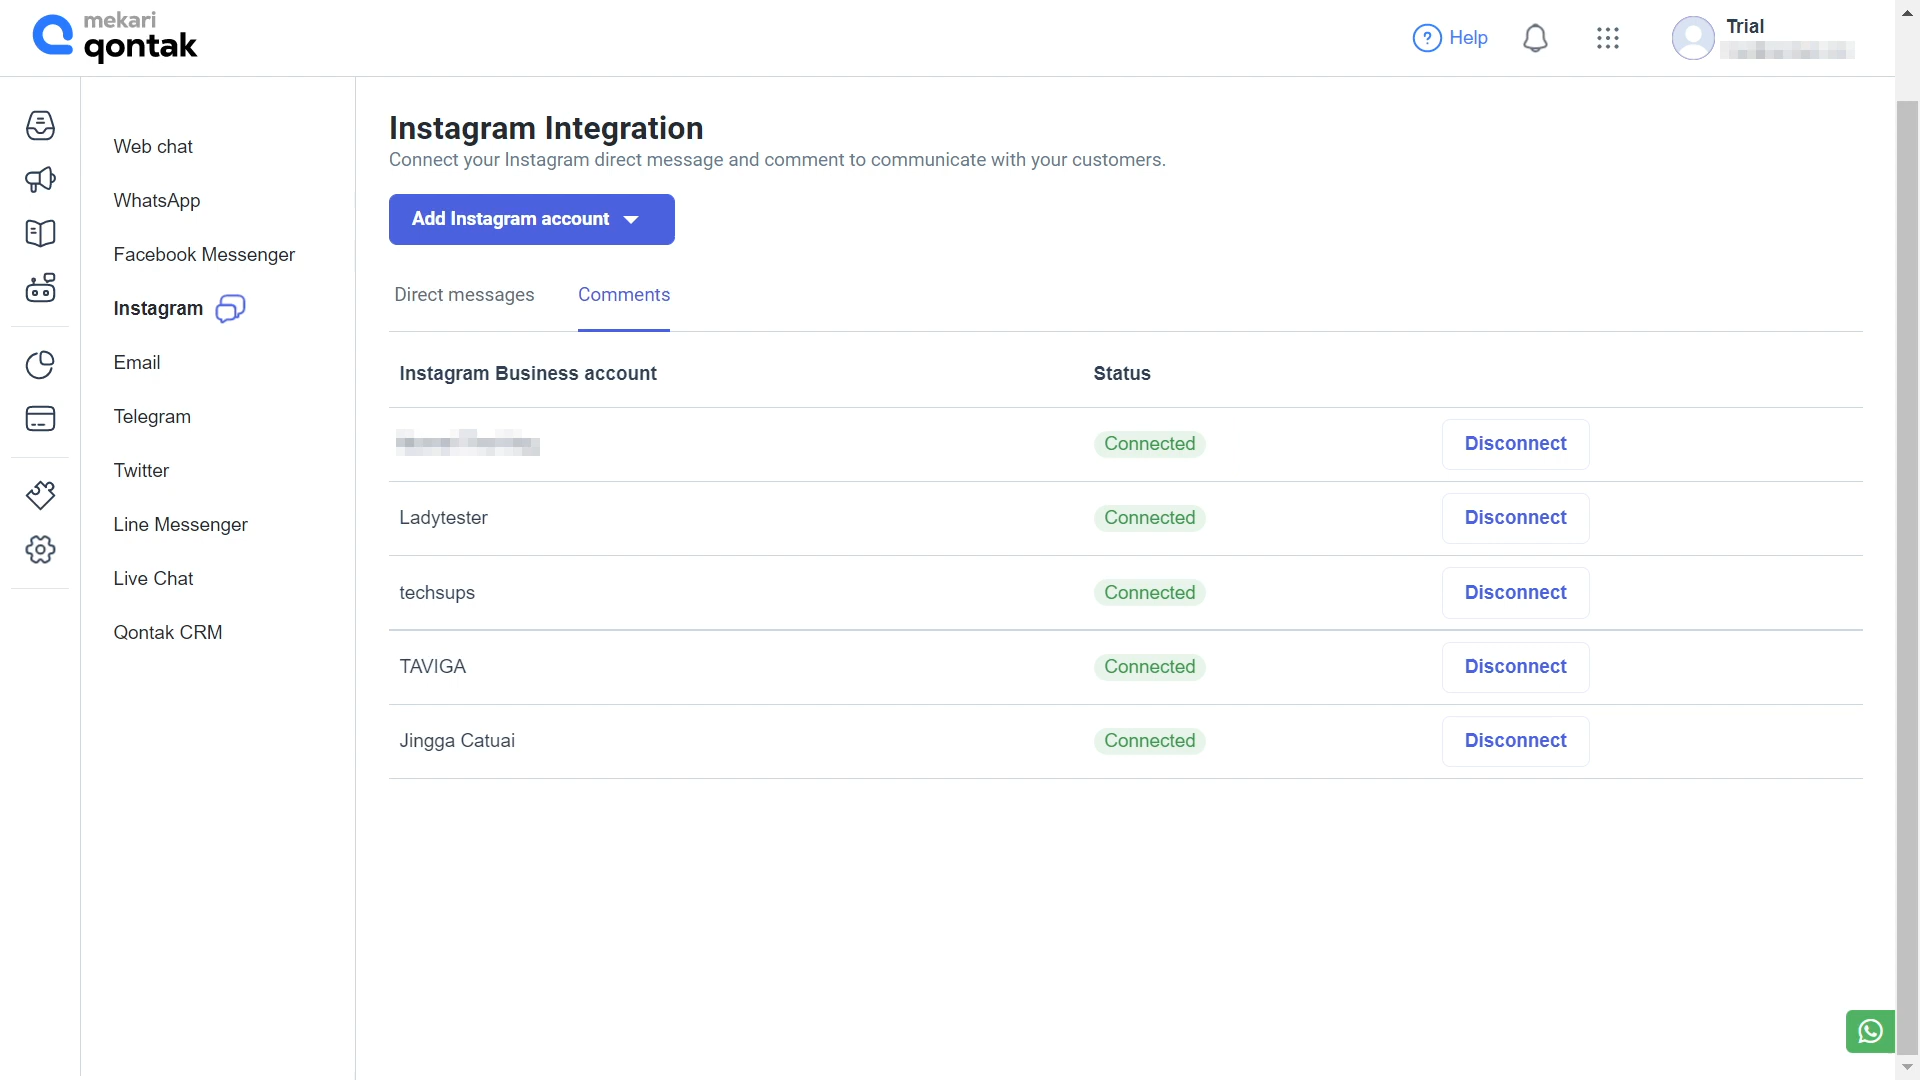 mekari
qontak
Help
Trial
Web chat
WhatsApp
Facebook Messenger
Instagram
Email
Telegram
Twitter
Line Messenger
Live Chat
Qontak CRM
Instagram Integration
Connect your Instagram direct message and comment to communicate with your customers.
Add Instagram account
Direct messages Comments
Instagram Business account Status
Connected Disconnect
Ladytester Connected Disconnect
techsups Connected Disconnect
TAVIGA Connected Disconnect
Jingga Catuai Connected Disconnect